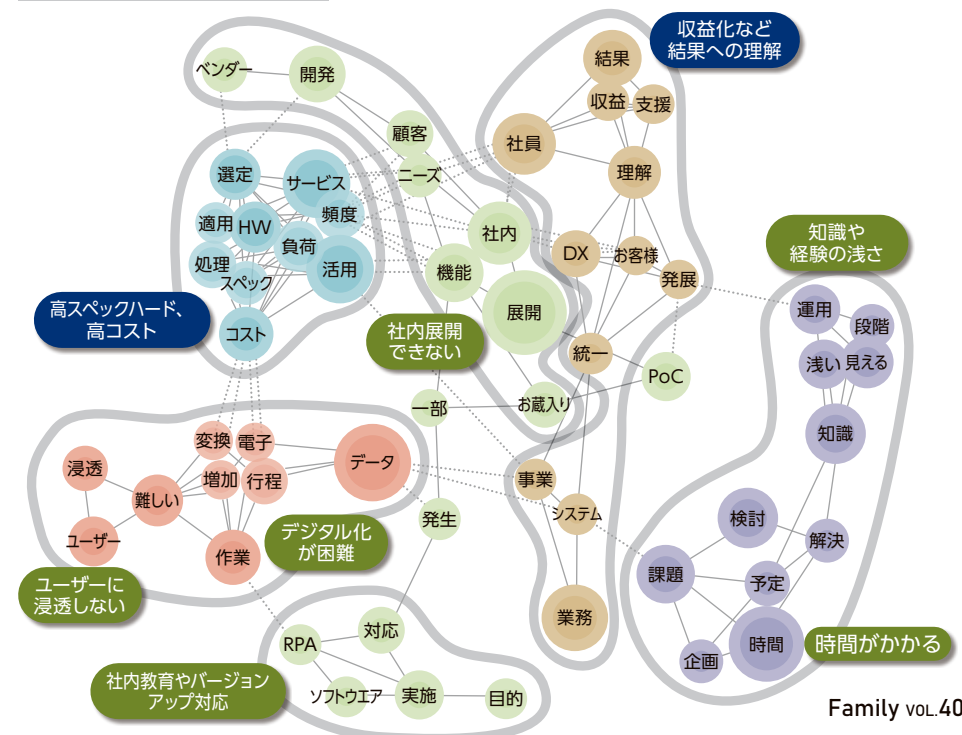 収益化など
結果への理解
結果
ベンダー
開発
収益
支援
顧客
社員
選定
サービス
ニーズ
理解
頻度
適用
HW
社内
負荷
知識や
経験の浅さ
処理
スペック
活用
機能
DX
お客様
発展
高スペックハード、
高コスト
コスト
社内展開
できない
展開
運用
段階
統一
浅い
見える
PoC
一部
お蔵入り
知識
変換
電子
データ
浸透
増加
行程
難しい
事業
システム
発生
検討
ユーザー
作業
デジタル化
が困難
解決
課題
予定
ユーザーに
浸透しない
業務
RPA
対応
時間
時間がかかる
企画
社内教育やバージョン
アップ対応
ソフトウエア
実施
目的
Family VOL.40